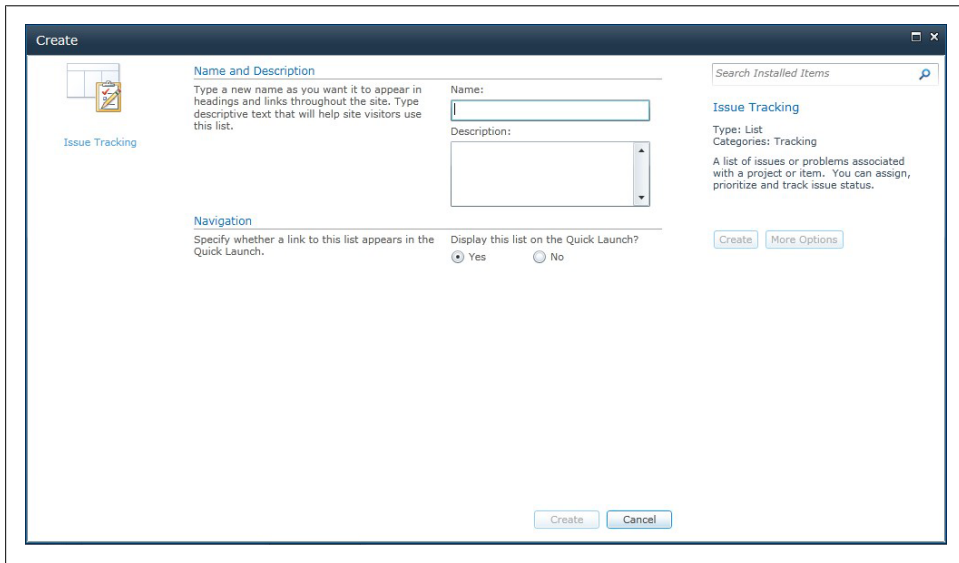 Create
Issue Tracking
Name and Description
Type a new name as you want it to appear in
headings and links throughout the site. Type
descriptive text that will help site visitors use
this list.
Name:
Description:
Navigation
Specify whether a link to this list appears in the
Quick Launch.
Display this list on the Quick Launch?
Yes
No
Search Installed Items
Issue Tracking
Type: List
Categories: Tracking
A list of issues or problems associated
with a project or item. You can assign,
prioritize and track issue status.
Create
More Options
Create
Cancel